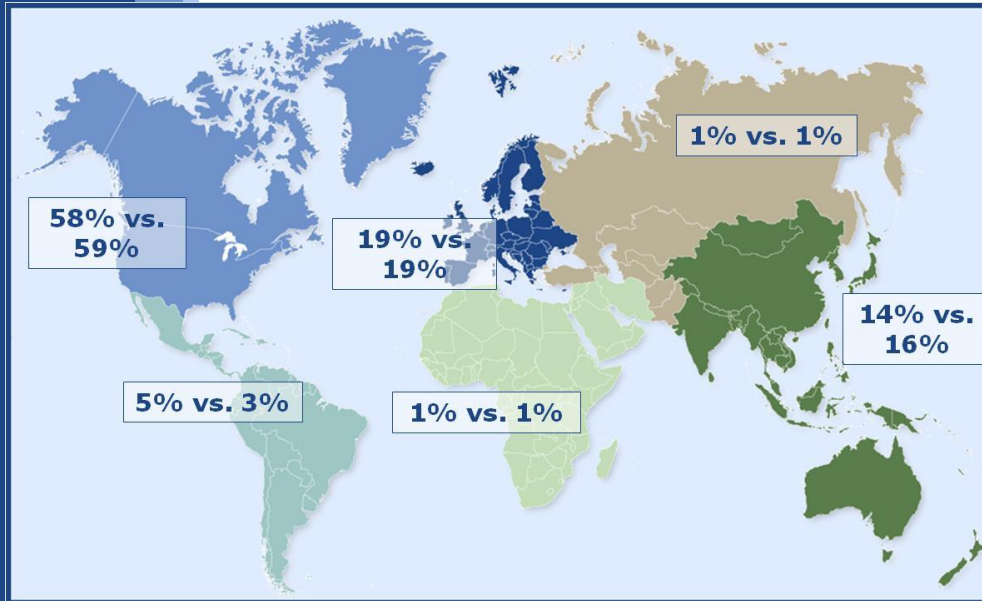 1% vs. 1%
58% vs.
59%
19% vs.
19%
14% vs.
16%
5% vs. 3%
1% vs. 1%